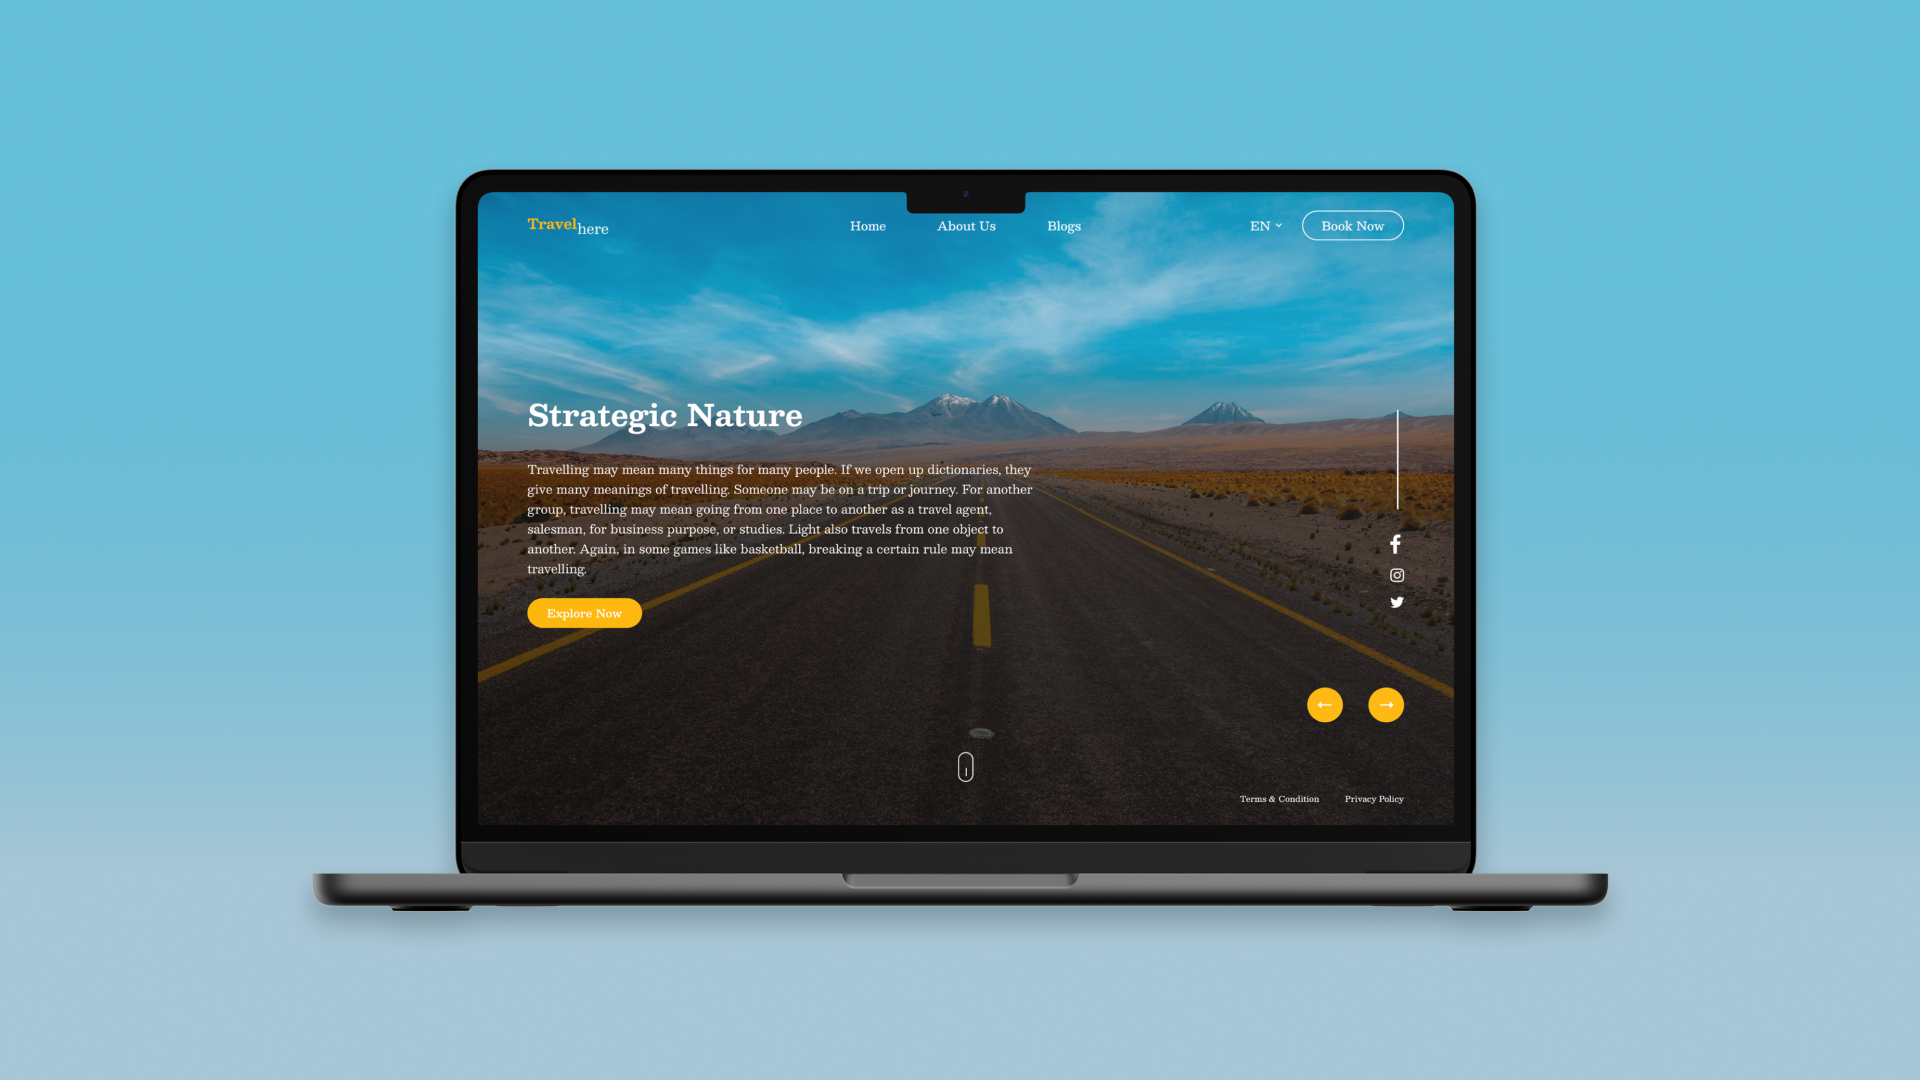 Travelhere
Home
About Us
Blogs
EN
Book Now
Strategic Nature
Travelling may mean many things for many people. If we open up dictionaries, they
give many meanings of travelling. Someone may be on a trip or journey. For another
group, travelling may mean going from one place to another as a travel agent,
salesman, for business purpose, or studies. Light also travels from one object to
another. Again, in some games like basketball, breaking a certain rule may mean
travelling.
Explore Now
Terms & Condition
Privacy Policy